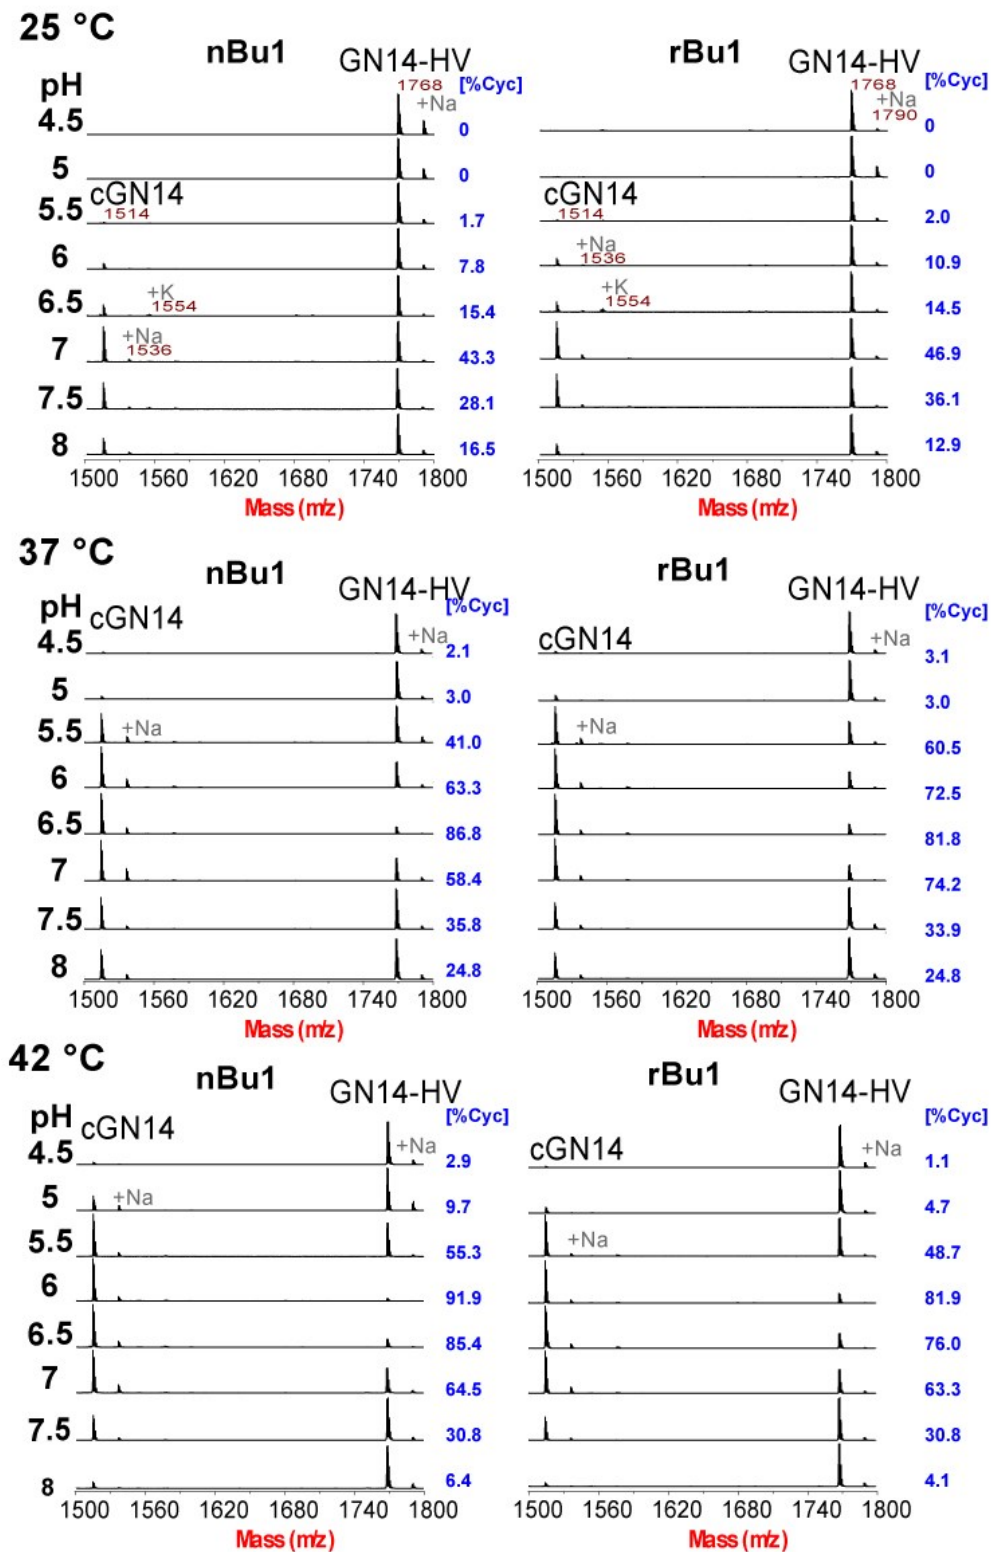 25 °C
nBu1 GN14-HV [%Cyc] rBu1 GN14-HV [%Cyc]
pH 1768 +Na 1768 +Na 1790
4.5 0 0
5 0 0
cGN14 cGN14
5.5 1514 1.7 1514 2.0
6 7.8 +Na 1536 10.9
6.5 +K 1554 15.4 +K 1554 14.5
7 +Na 1536 43.3 46.9
7.5 28.1 36.1
8 16.5 12.9
1500 1560 1620 1680 1740 1800 1500 1560 1620 1680 1740 1800
Mass (m/z) Mass (m/z)
37 °C
nBu1 GN14-HV [%Cyc] rBu1 GN14-HV [%Cyc]
pH cGN14 +Na cGN14 +Na
4.5 2.1 3.1
5 3.0 3.0
5.5 +Na 41.0 +Na 60.5
6 63.3 72.5
6.5 86.8 81.8
7 58.4 74.2
7.5 35.8 33.9
8 24.8 24.8
1500 1560 1620 1680 1740 1800 1500 1560 1620 1680 1740 1800
Mass (m/z) Mass (m/z)
42 °C
nBu1 GN14-HV [%Cyc] rBu1 GN14-HV [%Cyc]
pH cGN14 +Na cGN14 +Na
4.5 2.9 1.1
5 +Na 9.7 4.7
5.5 55.3 +Na 48.7
6 91.9 81.9
6.5 85.4 76.0
7 64.5 63.3
7.5 30.8 30.8
8 6.4 4.1
1500 1560 1620 1680 1740 1800 1500 1560 1620 1680 1740 1800
Mass (m/z) Mass (m/z)